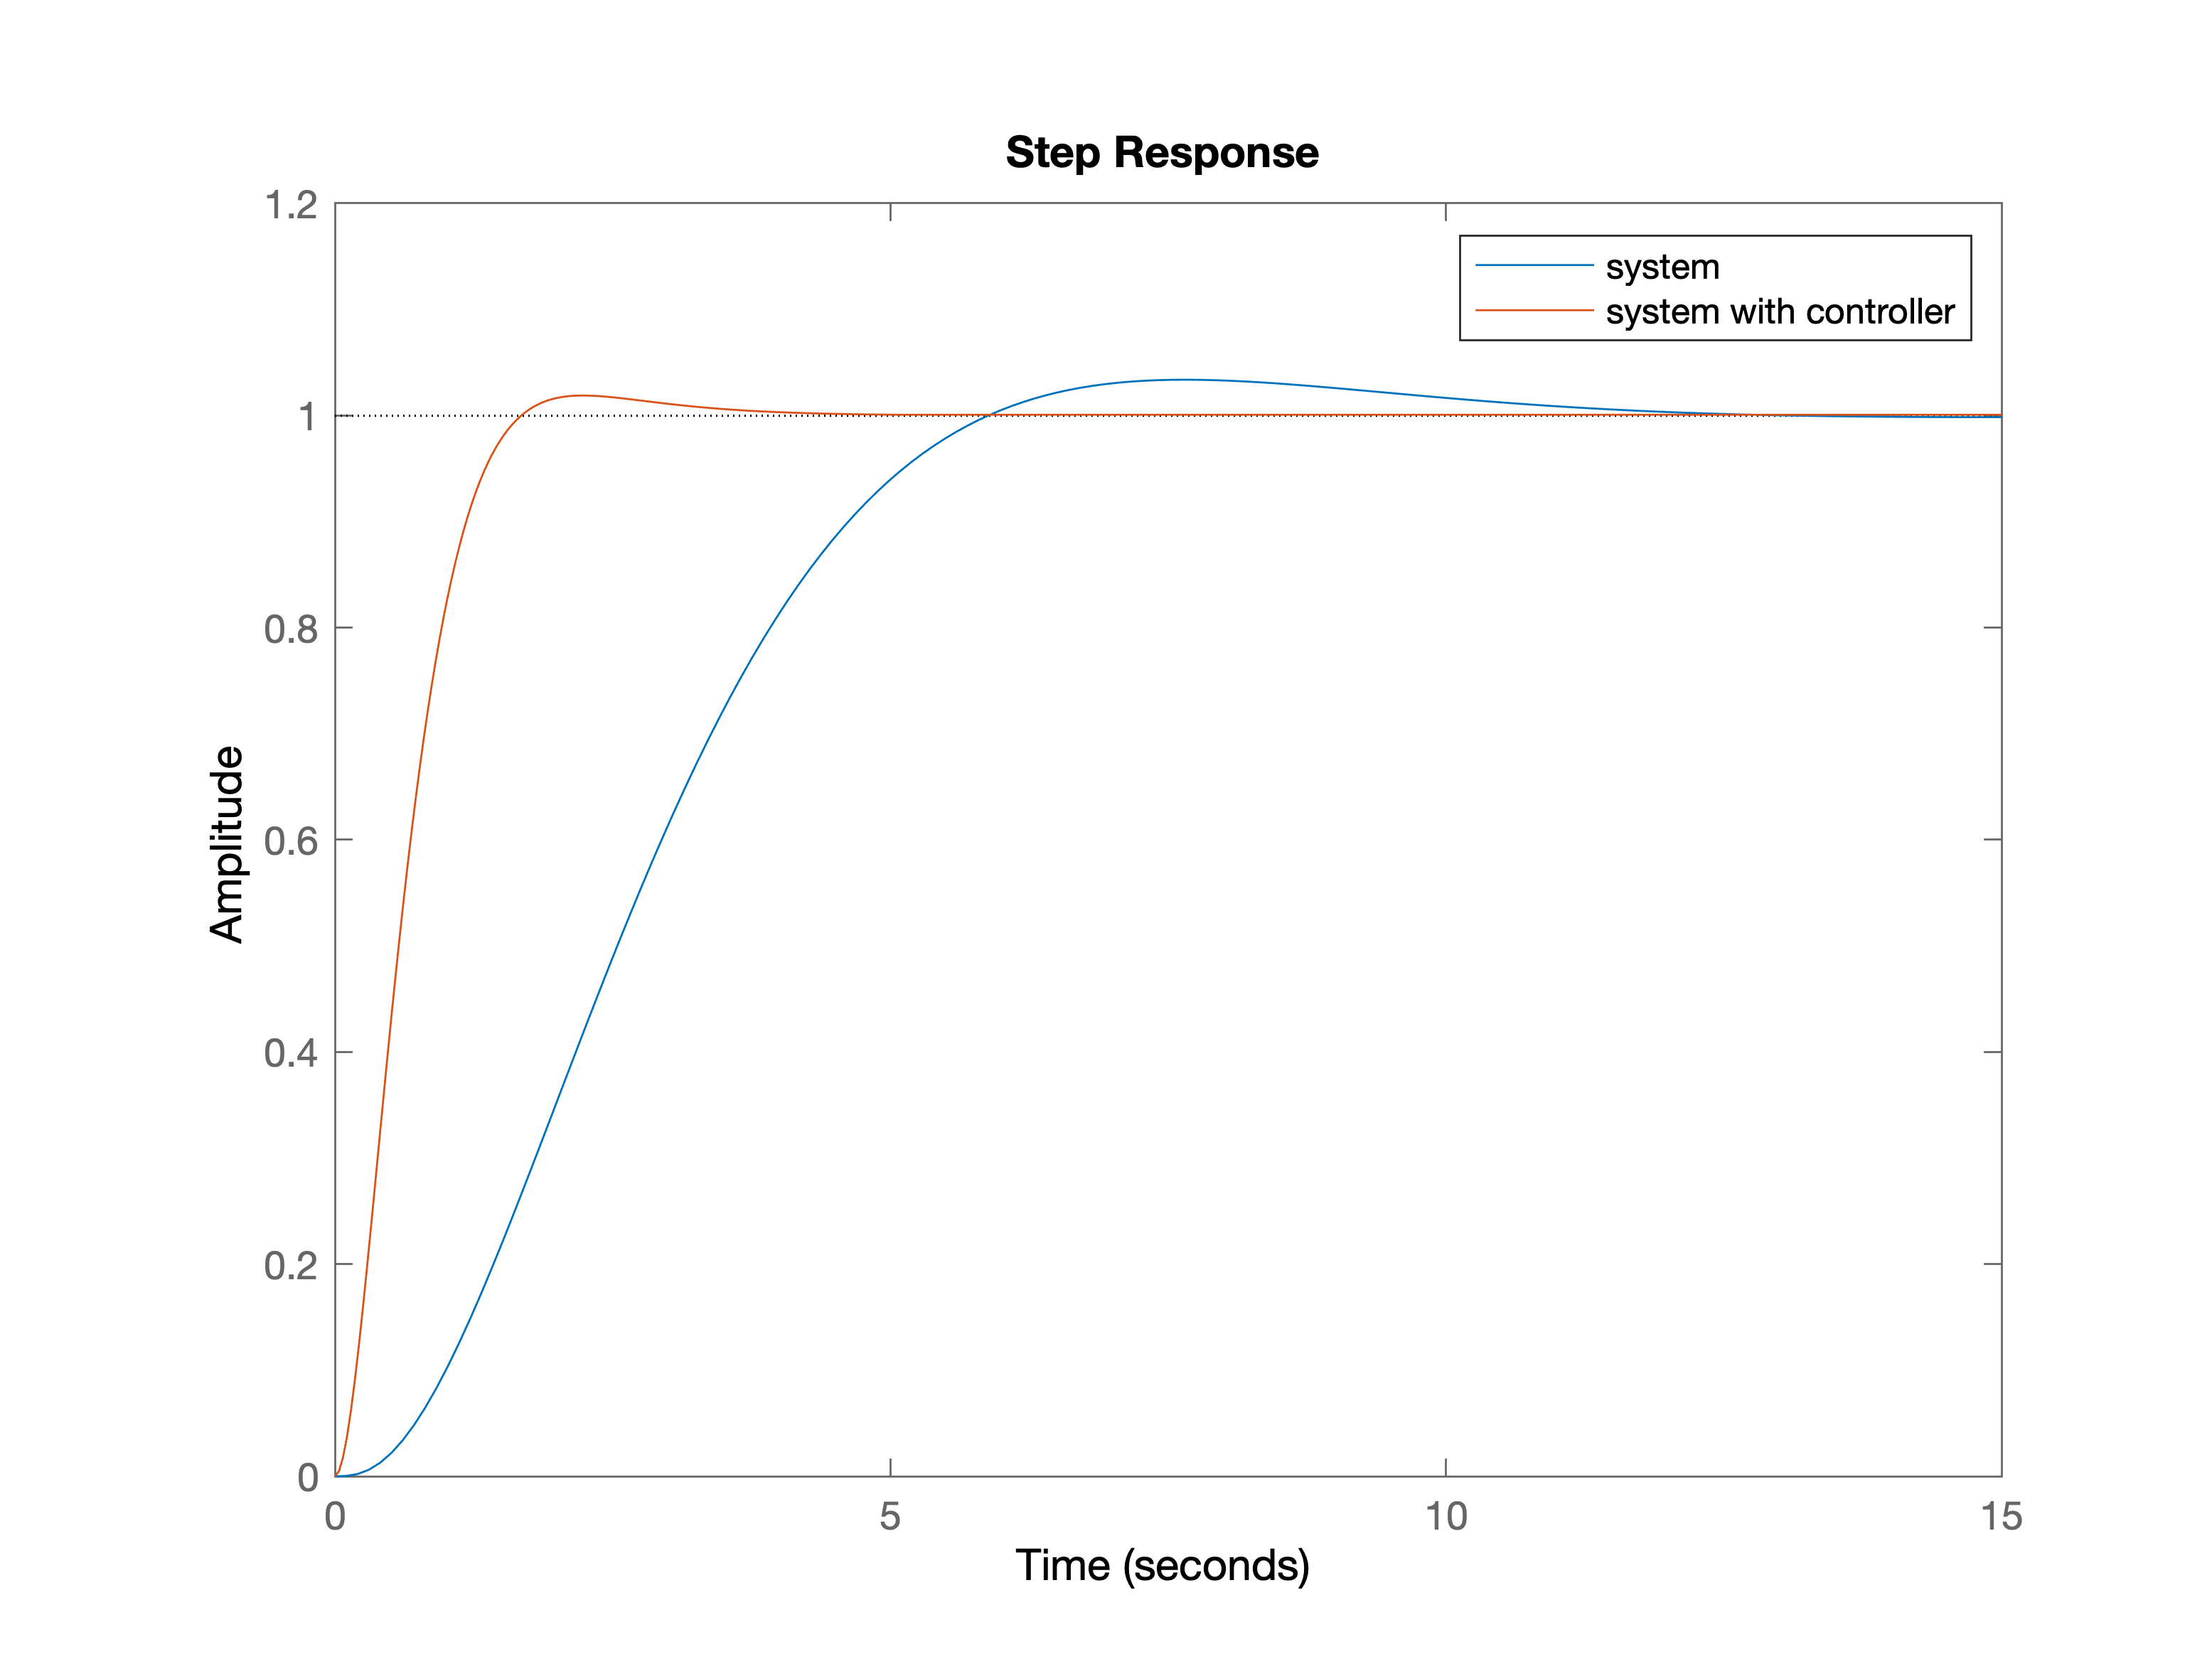 Step Response
1.2
system
system with controller
1
0.8
0.6
0.4
0.2
0
Amplitude
0 5 10 15
Time (seconds)